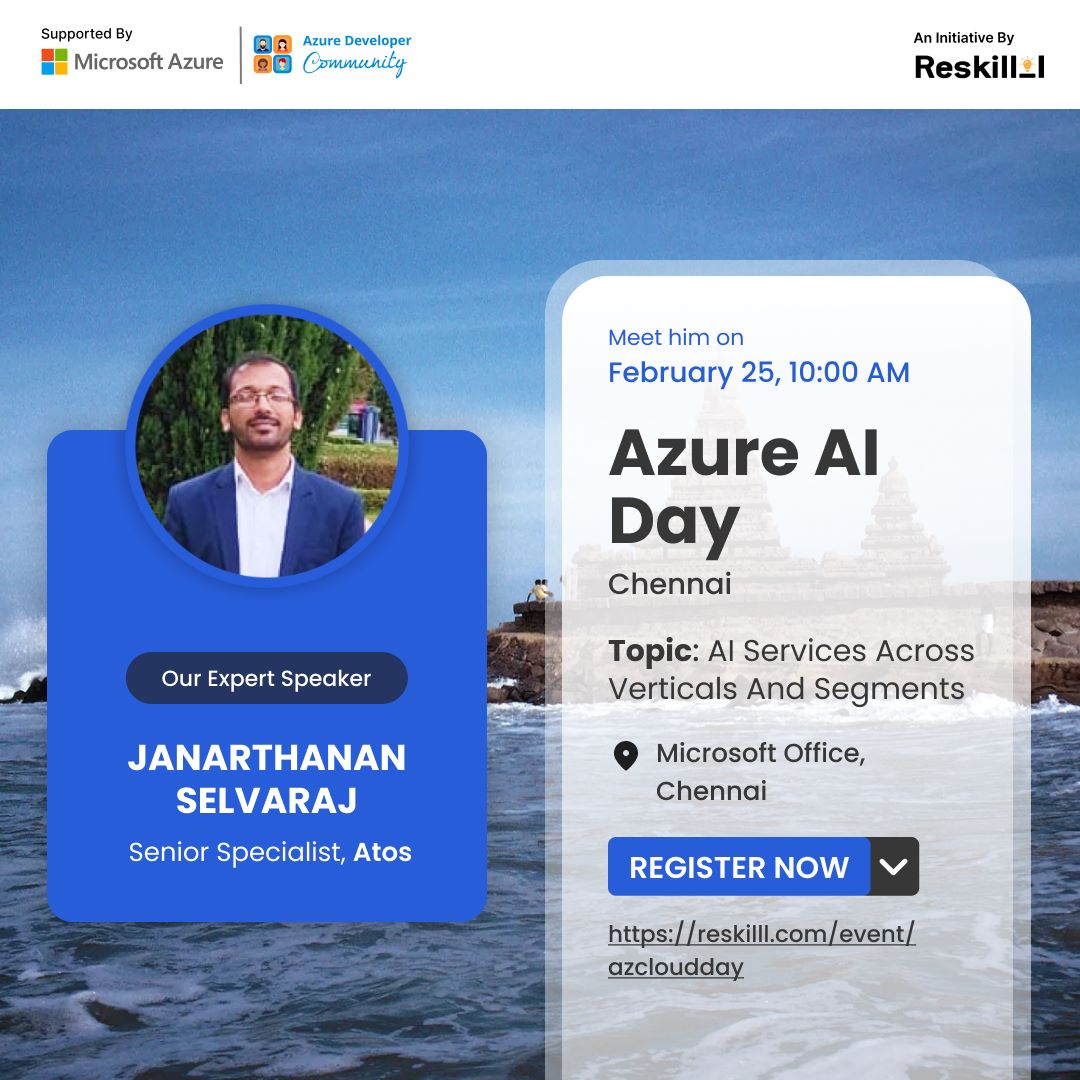 Supported By
Microsoft Azure
Azure Developer
Community
An Initiative By
Reskilll
Meet him on
February 25, 10:00 AM
Azure AI
Day
Chennai
Topic: AI Services Across
Verticals And Segments
Microsoft Office,
Chennai
REGISTER NOW
https://reskilll.com/event/
azcloudday
Our Expert Speaker
JANARTHANAN
SELVARAJ
Senior Specialist, Atos